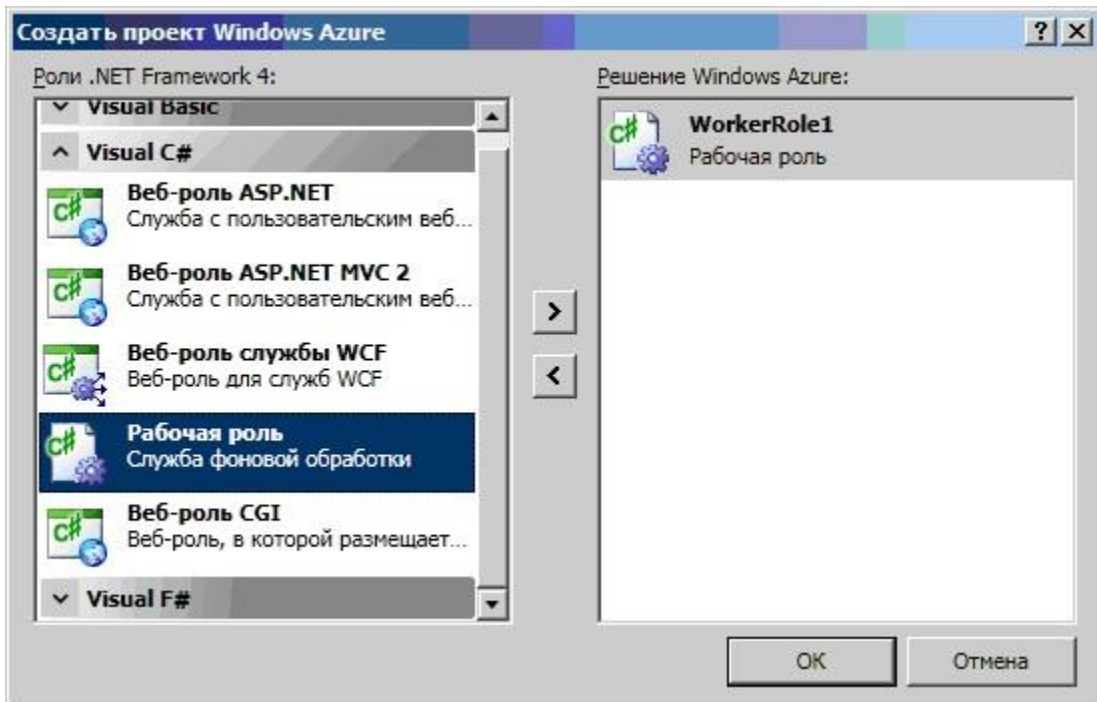 Создать проект Windows Azure
Роли .NET Framework 4:
Visual Basic
Visual C#
Веб-роль ASP.NET
Служба с пользовательским веб...
Веб-роль ASP.NET MVC 2
Служба с пользовательским веб...
Веб-роль службы WCF
Веб-роль для служб WCF
Рабочая роль
Служба фоновой обработки
Веб-роль CGI
Веб-роль, в которой размещает...
Visual F#
Решение Windows Azure:
WorkerRole1
Рабочая роль
OK
Отмена